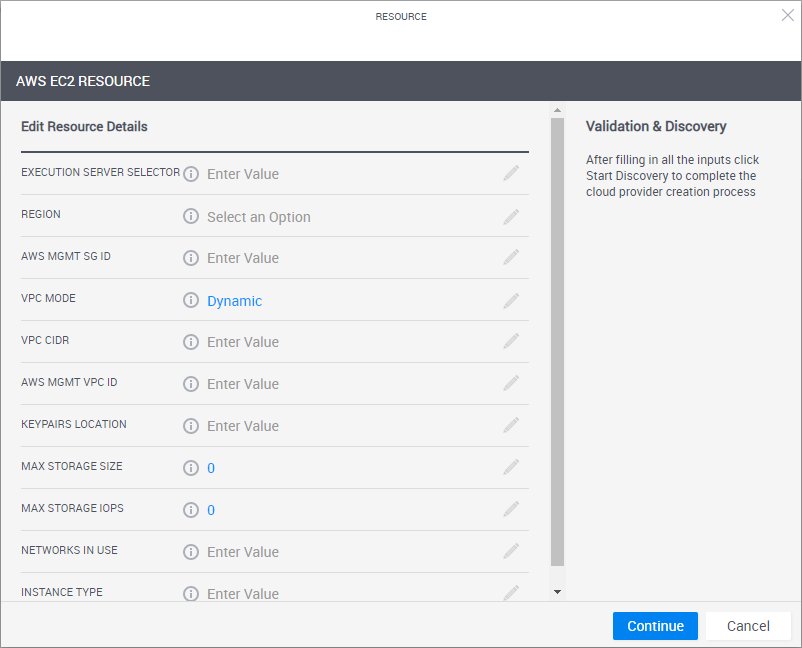 RESOURCE
AWS EC2 RESOURCE
Edit Resource Details
EXECUTION SERVER SELECTOR Enter Value
REGION Select an Option
AWS MGMT SG ID Enter Value
VPC MODE Dynamic
VPC CIDR Enter Value
AWS MGMT VPC ID Enter Value
KEYPAIRS LOCATION Enter Value
MAX STORAGE SIZE 0
MAX STORAGE IOPS 0
NETWORKS IN USE Enter Value
INSTANCE TYPE Enter Value
Validation & Discovery
After filling in all the inputs click
Start Discovery to complete the
cloud provider creation process
Continue Cancel